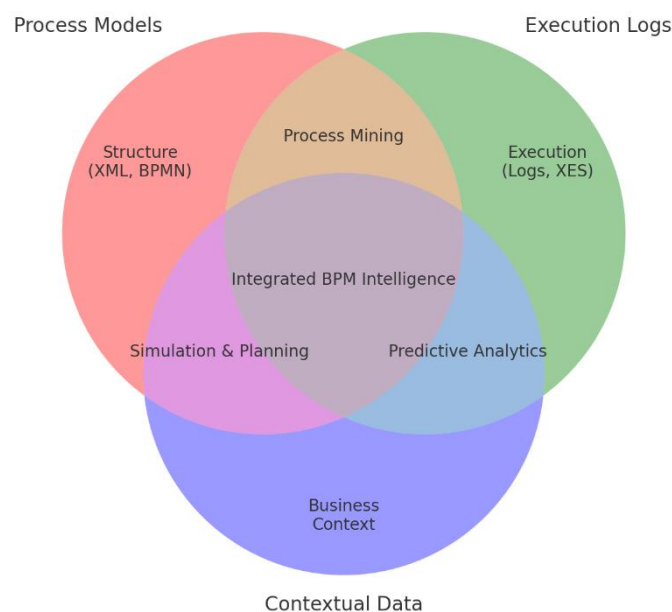 Process Models
Execution Logs
Process Mining
Structure
(XML, BPMN)
Execution
(Logs, XES)
Integrated BPM Intelligence
Simulation & Planning
Predictive Analytics
Business
Context
Contextual Data